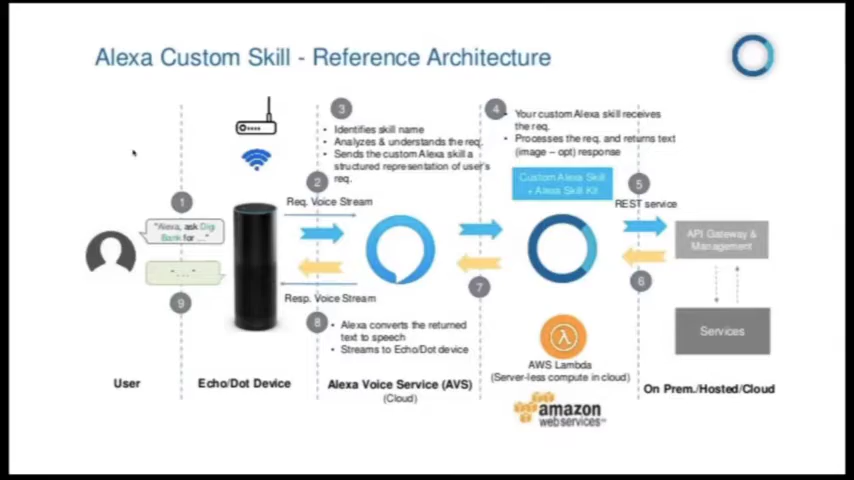 Alexa Custom Skill - Reference Architecture
3
• Identifies skill name
• Analyzes & understands the req.
• Sends the custom Alexa skill a
structured representation of user's
req.
4
• Your custom Alexa skill receives
the req.
• Processes the req. and returns text
(image – opt) response
Custom Alexa Skill
+ Alexa Skill Kit
1
2
5
Req. Voice Stream
REST service
"Alexa, ask Digi
Bank for ..."
API Gateway &
Management
" ... "
9
Resp. Voice Stream
7
6
8
• Alexa converts the returned
text to speech
• Streams to Echo/Dot device
λ
Services
AWS Lambda
(Server-less compute in cloud)
User
Echo/Dot Device
Alexa Voice Service (AVS)
(Cloud)
On Prem./Hosted/Cloud
amazon
webservices™